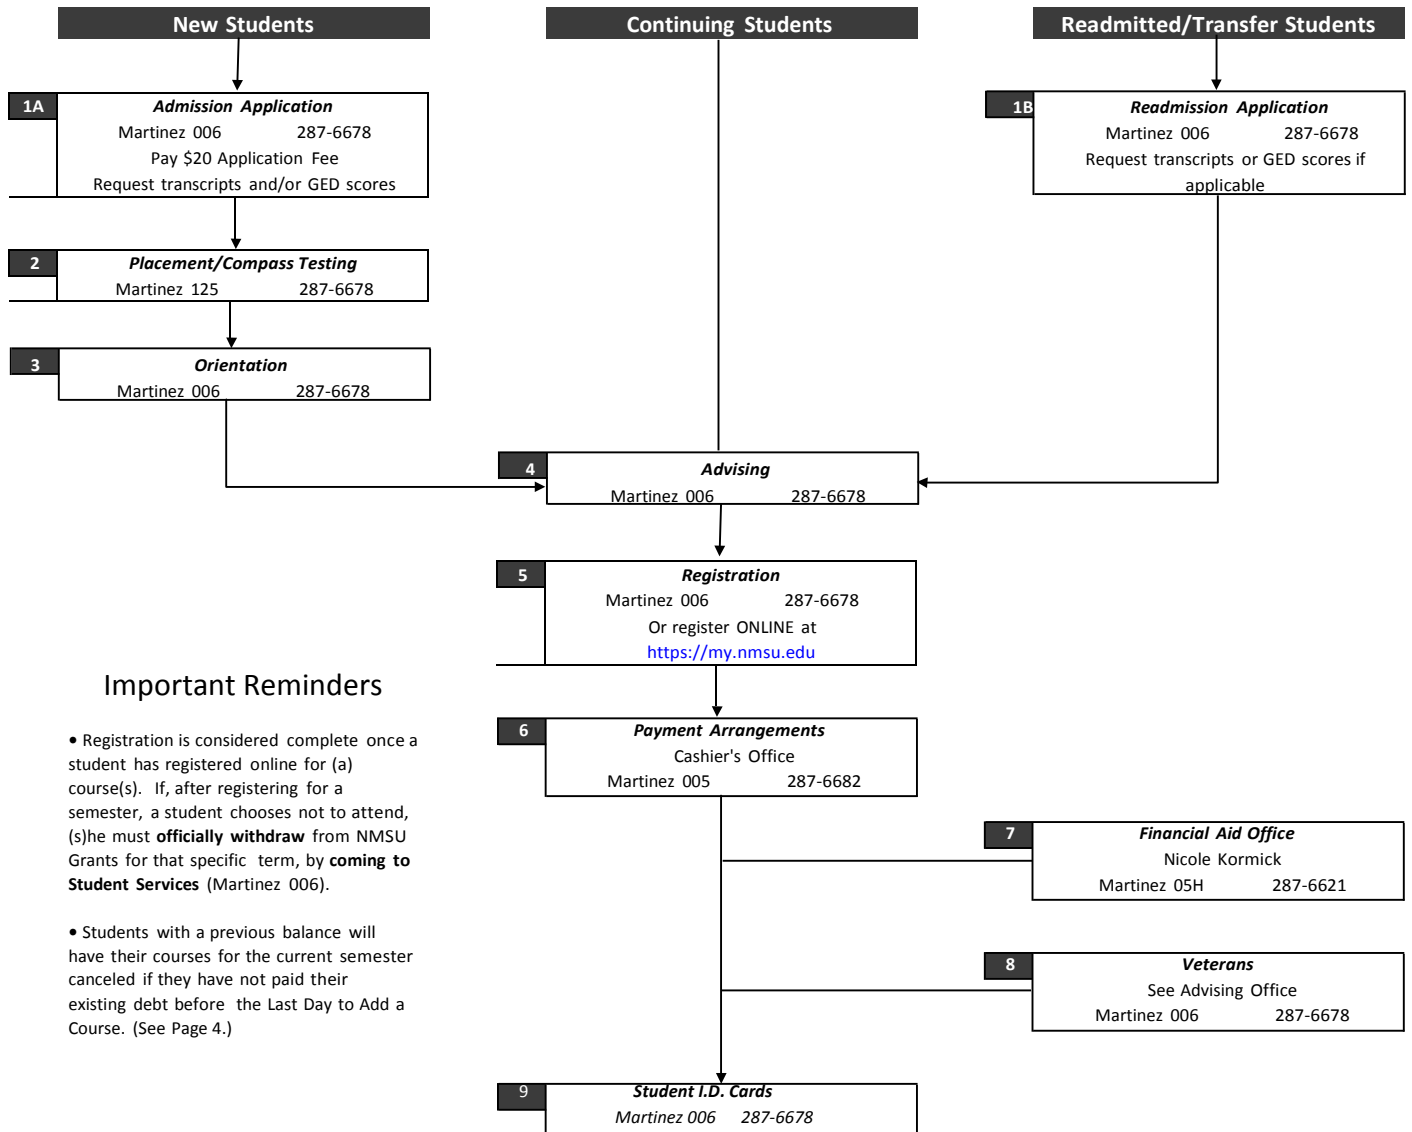 New Students
Continuing Students
Readmitted/Transfer Students
1A
Admission Application
Martinez 006 287-6678
Pay $20 Application Fee
Request transcripts and/or GED scores
1B
Readmission Application
Martinez 006 287-6678
Request transcripts or GED scores if
applicable
2
Placement/Compass Testing
Martinez 125 287-6678
3
Orientation
Martinez 006 287-6678
4
Advising
Martinez 006 287-6678
5
Registration
Martinez 006 287-6678
Or register ONLINE at
https://my.nmsu.edu
Important Reminders
• Registration is considered complete once a
student has registered online for (a)
course(s). If, after registering for a
semester, a student chooses not to attend,
(s)he must officially withdraw from NMSU
Grants for that specific term, by coming to
Student Services (Martinez 006).
• Students with a previous balance will
have their courses for the current semester
canceled if they have not paid their
existing debt before the Last Day to Add a
Course. (See Page 4.)
6
Payment Arrangements
Cashier's Office
Martinez 005 287-6682
7
Financial Aid Office
Nicole Kormick
Martinez 05H 287-6621
8
Veterans
See Advising Office
Martinez 006 287-6678
9
Student I.D. Cards
Martinez 006 287-6678